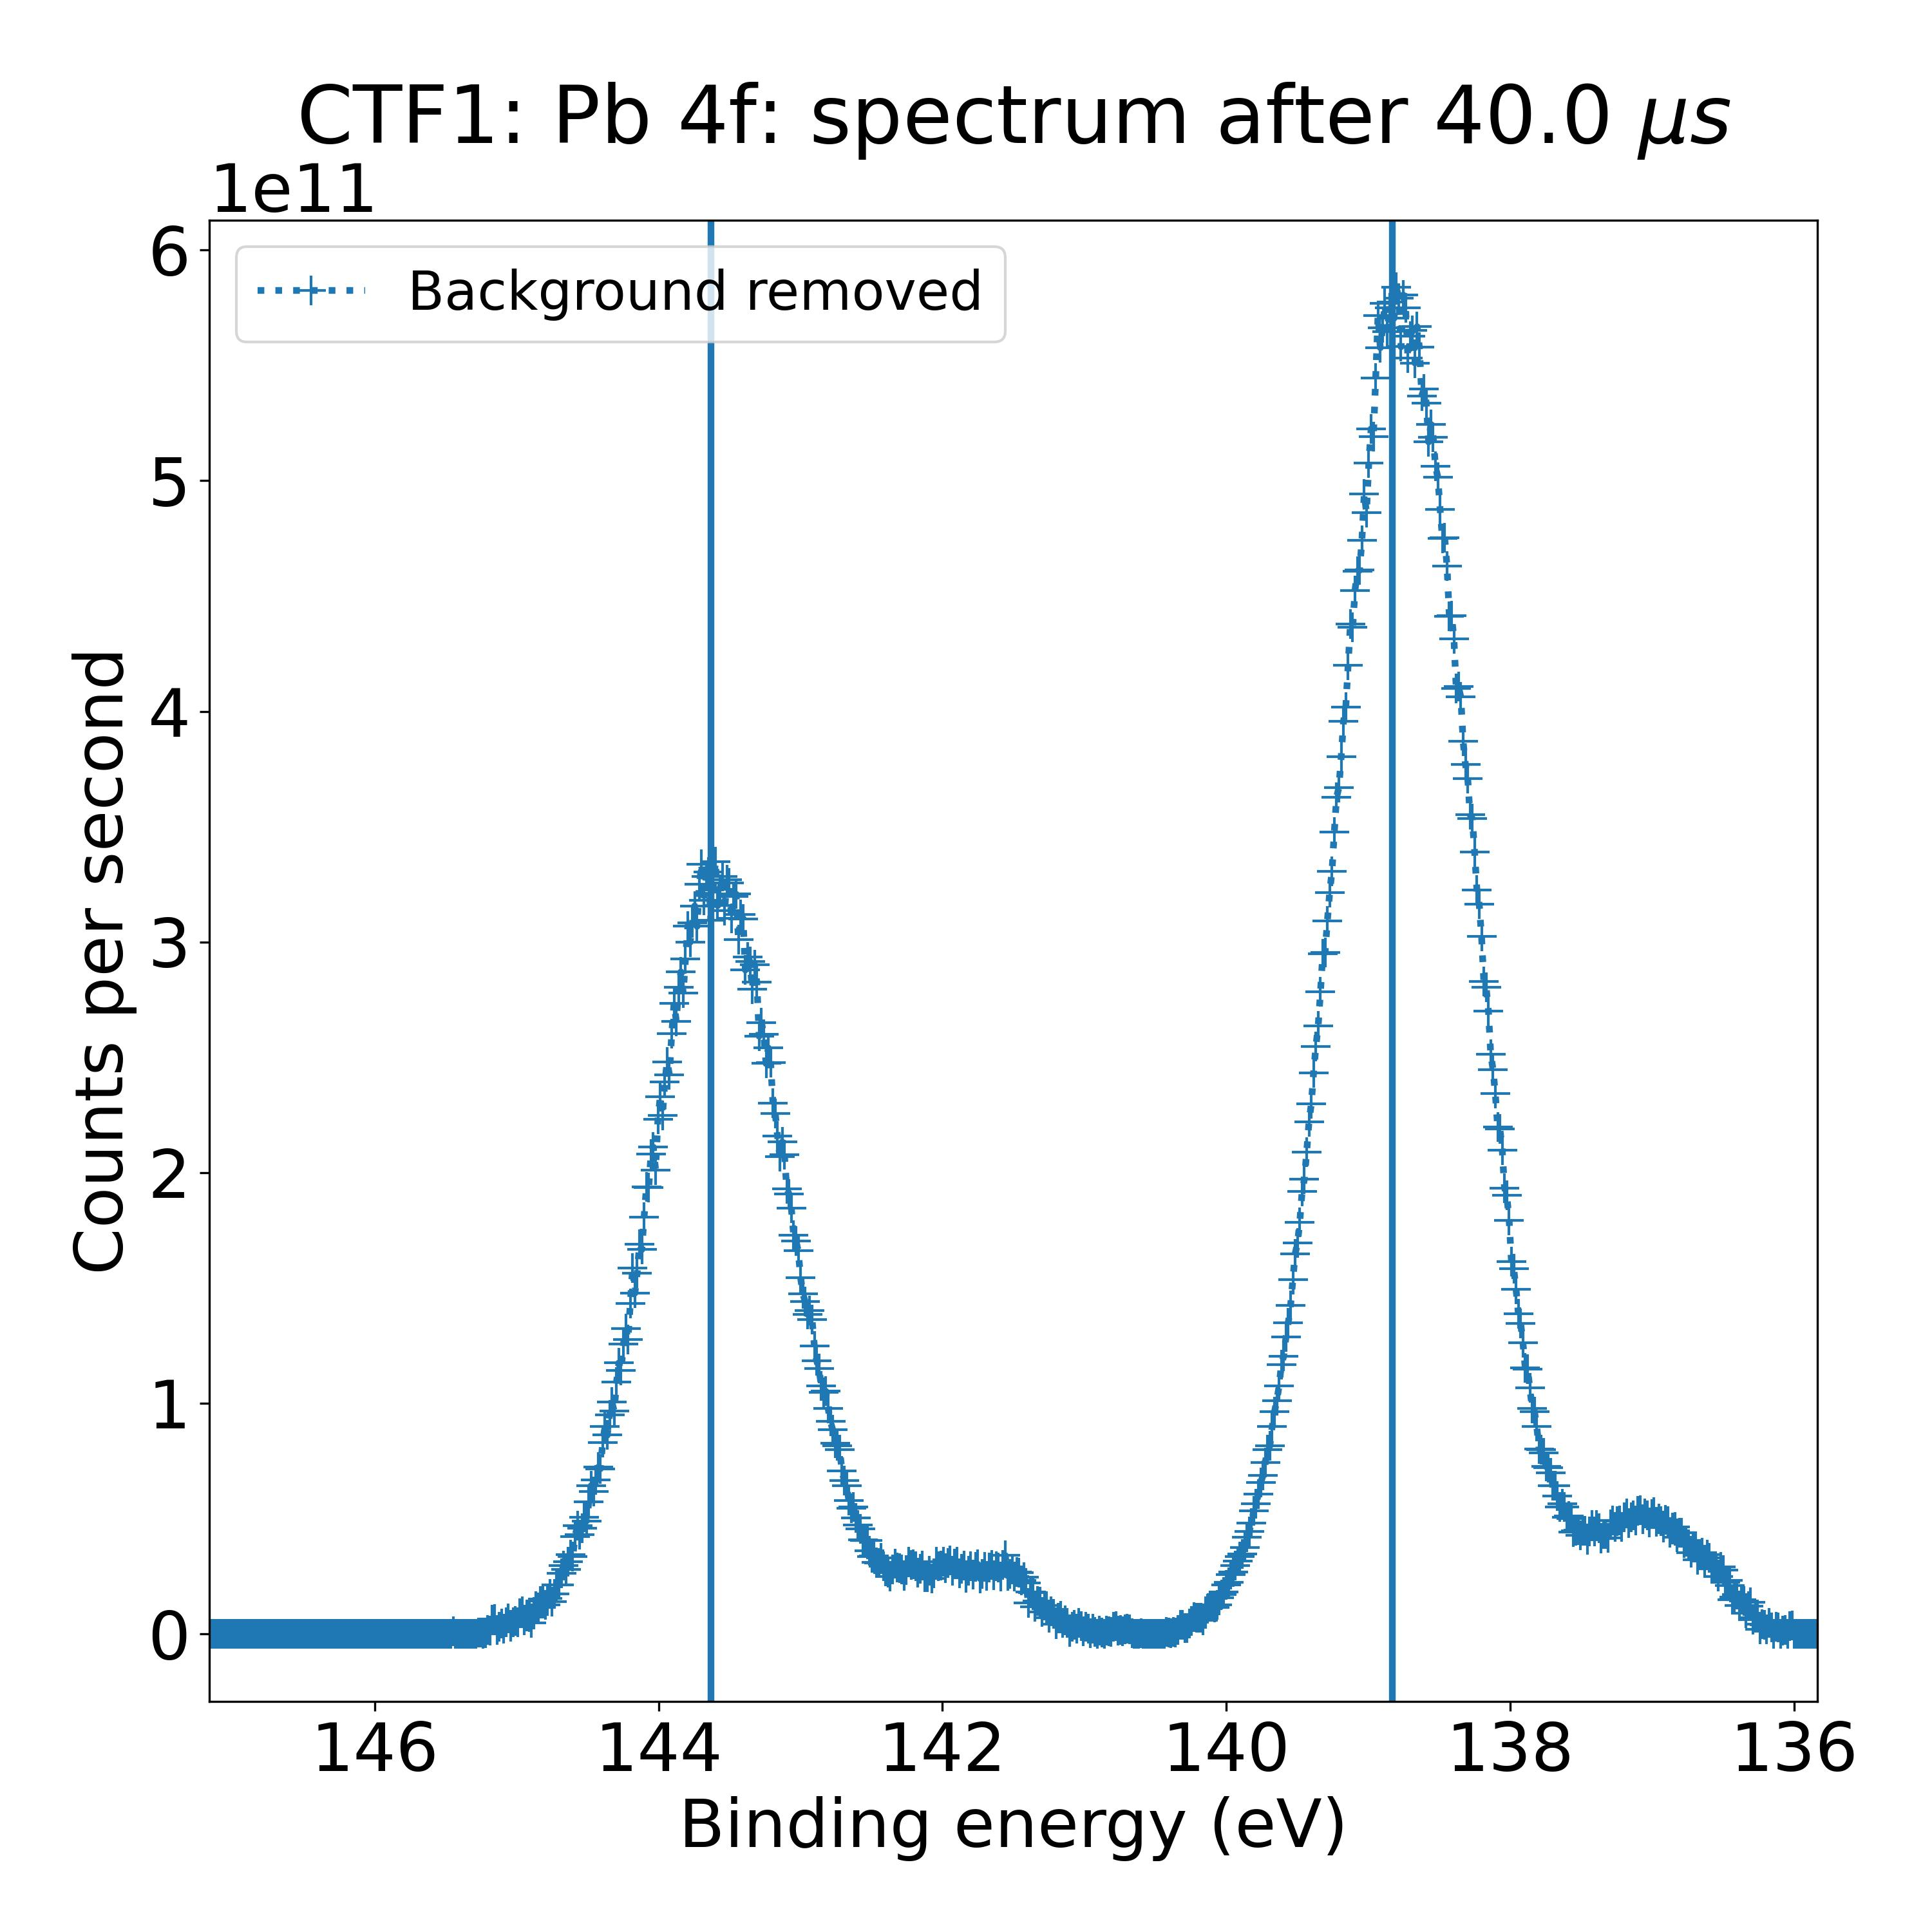 CTF1: Pb 4f: spectrum after 40.0 μs
1e11
Background removed
6
5
4
3
2
1
0
Counts per second
146 144 142 140 138 136
Binding energy (eV)